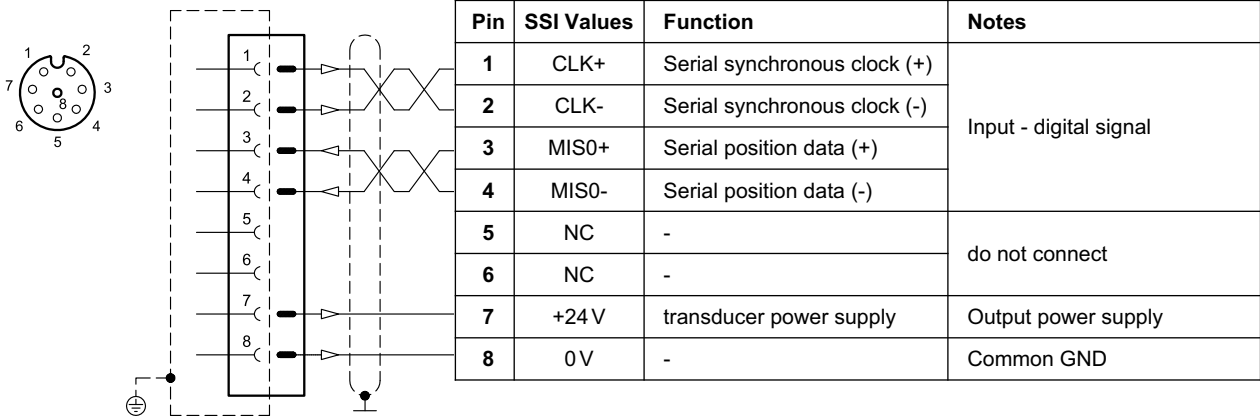 1 2
7 3
8
6 4
5
1
2
3
4
5
6
7
8
Pin SSI Values Function Notes
1 CLK+ Serial synchronous clock (+)
2 CLK- Serial synchronous clock (-)
Input - digital signal
3 MIS0+ Serial position data (+)
4 MIS0- Serial position data (-)
5 NC -
do not connect
6 NC -
7 +24 V transducer power supply Output power supply
8 0 V - Common GND